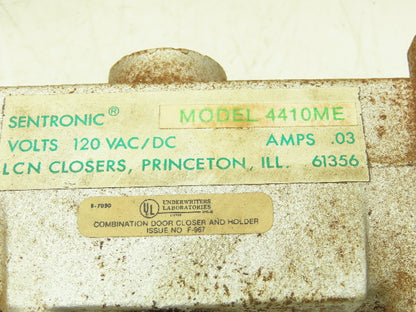 SENTRONIC® MODEL 4410ME
VOLTS 120 VAC/DC AMPS .03
LCN CLOSERS, PRINCETON, ILL. 61356
UL UNDERWRITERS
LABORATORIES
COMBINATION DOOR CLOSER AND HOLDER
ISSUE NO F-967